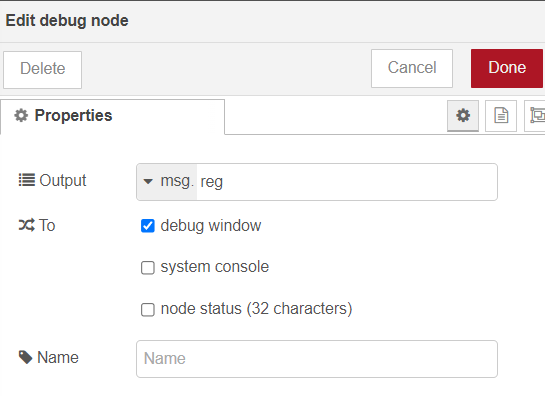 Edit debug node
Delete
Cancel
Done
Properties
Output
msg. reg
To
debug window
system console
node status (32 characters)
Name
Name